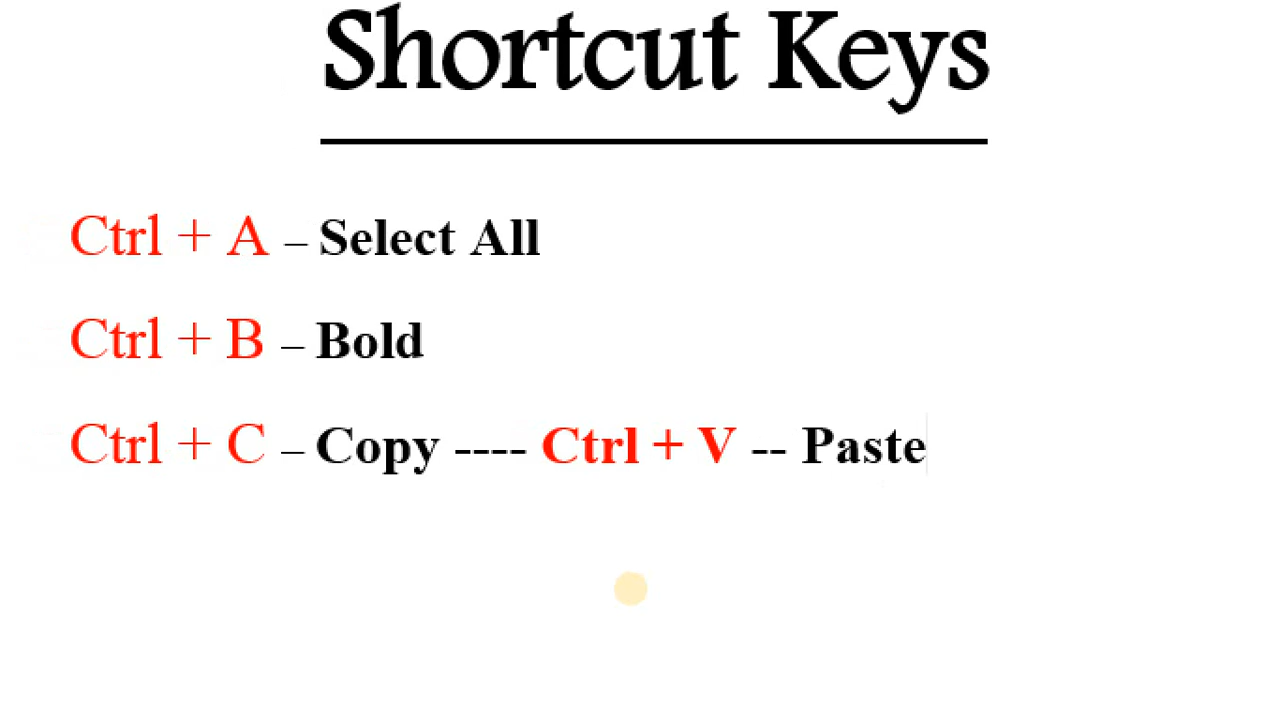 Shortcut Keys
Ctrl + A – Select All
Ctrl + B – Bold
Ctrl + C – Copy ---- Ctrl + V -- Paste